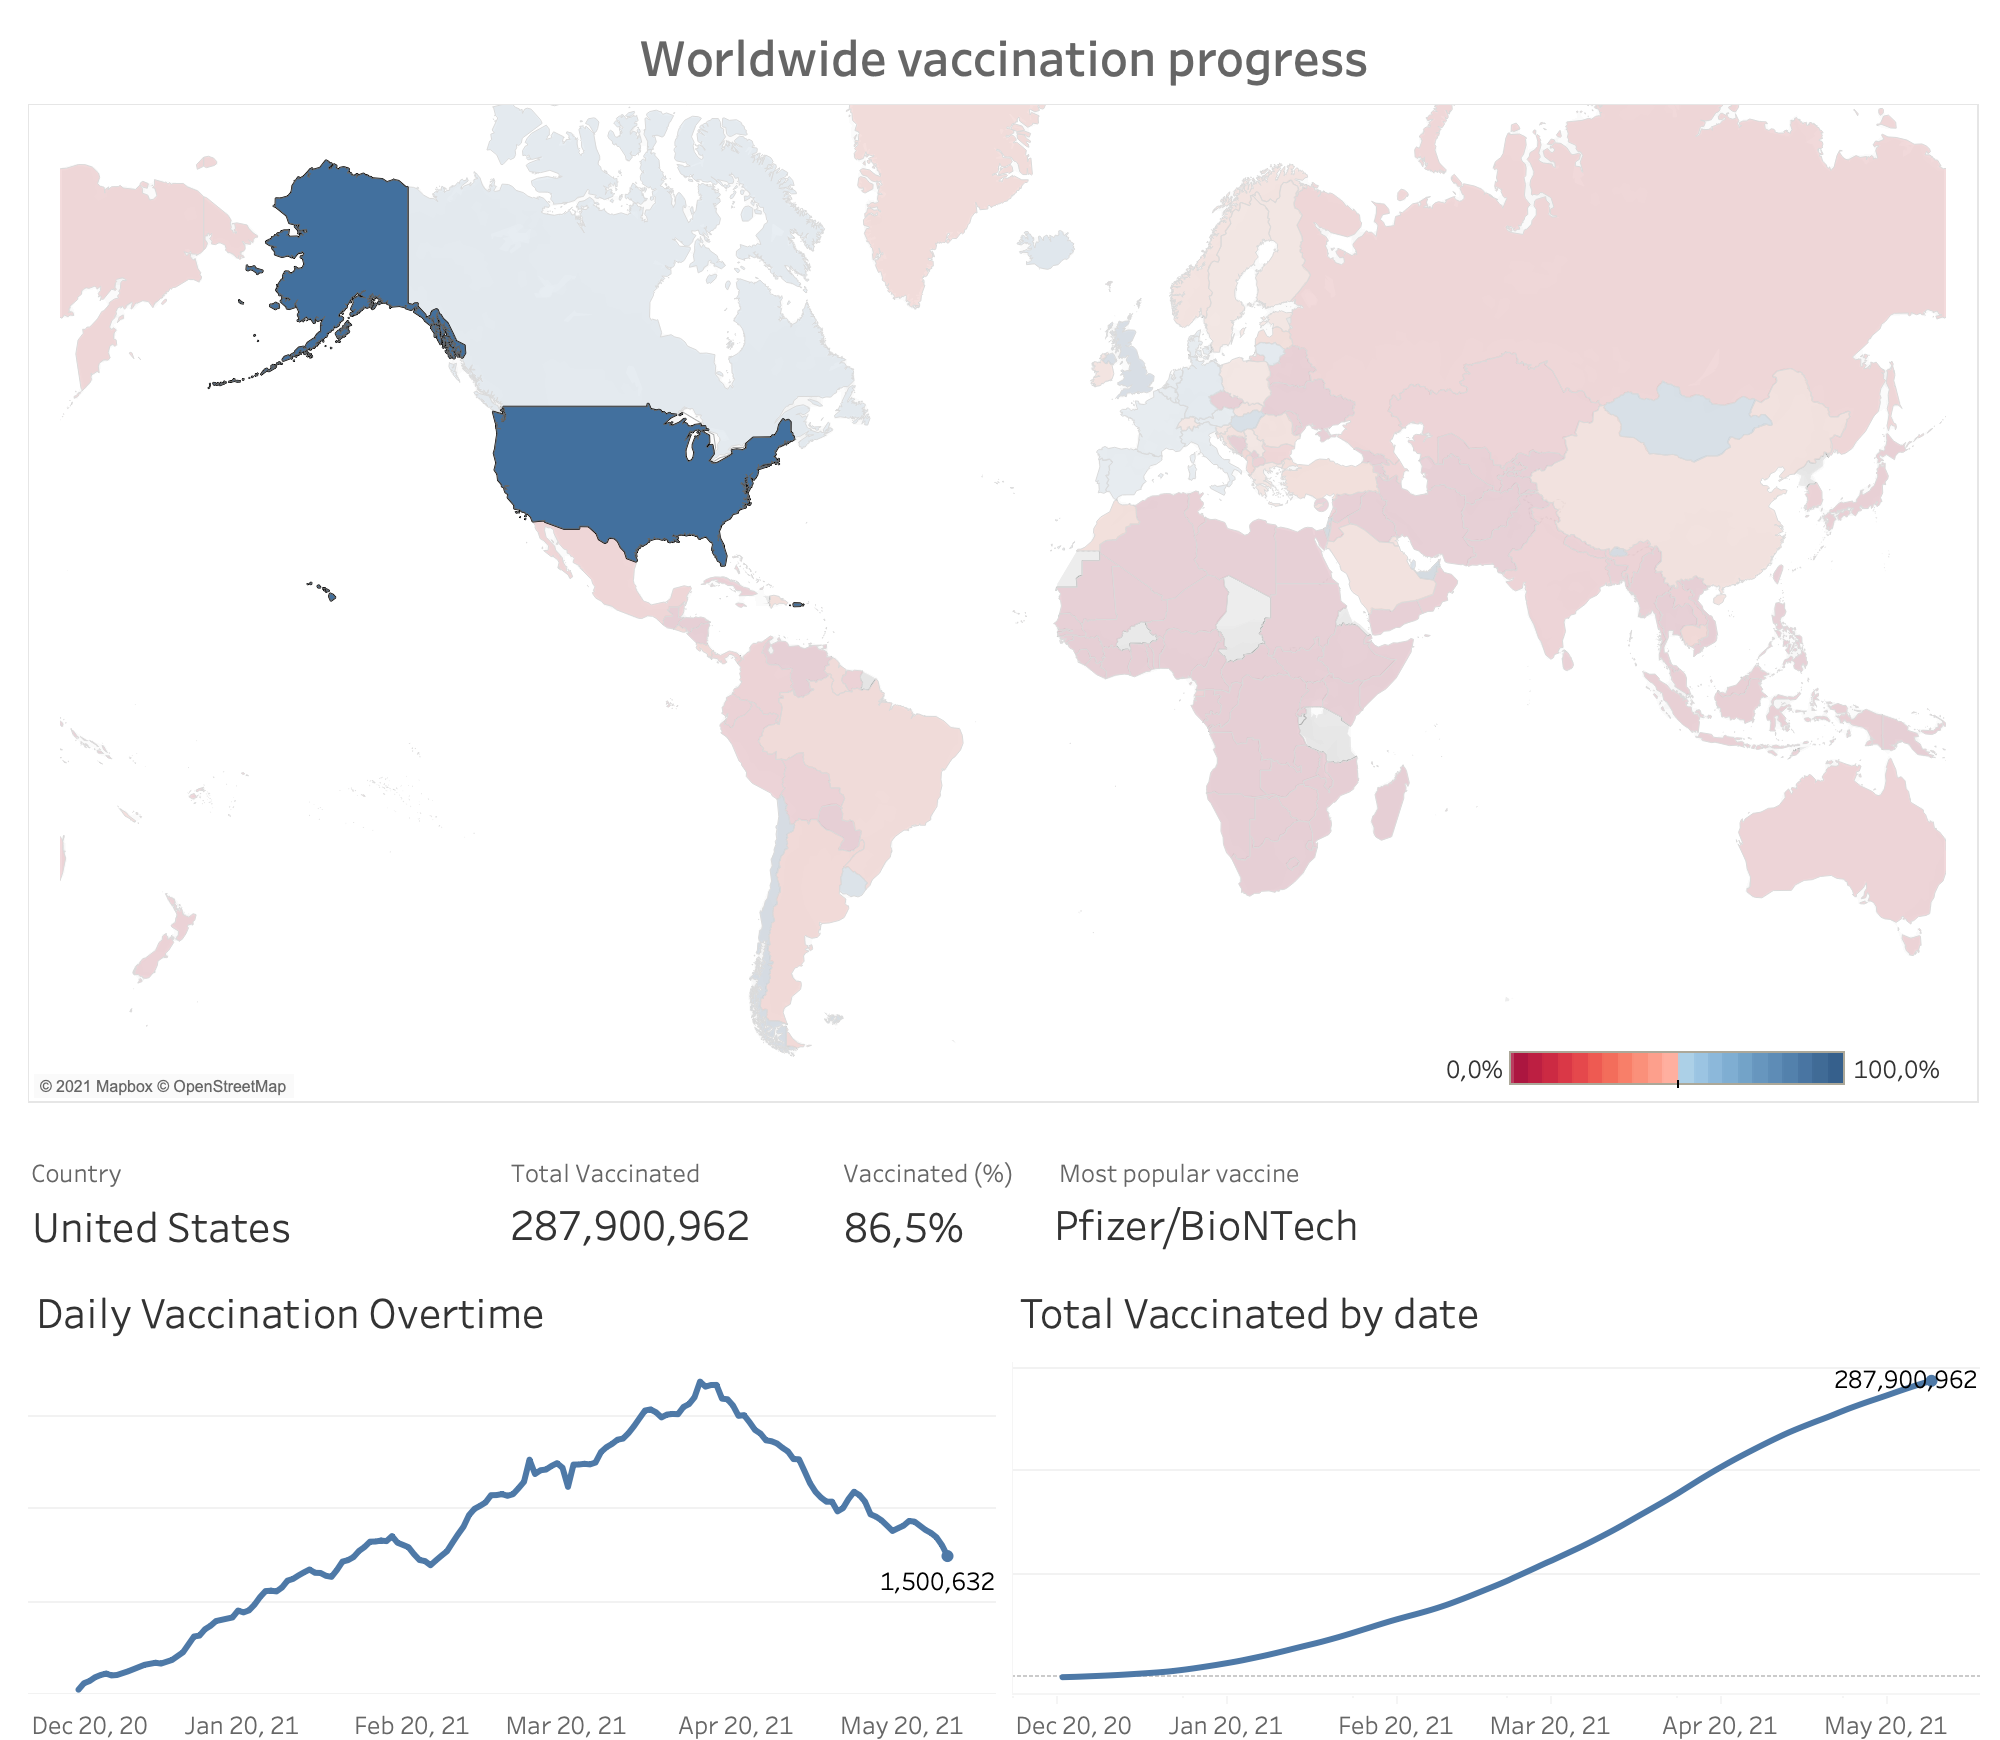 Worldwide vaccination progress
0,0%
100,0%
© 2021 Mapbox © OpenStreetMap
Country
Total Vaccinated
Vaccinated (%)
Most popular vaccine
United States
287,900,962
86,5%
Pfizer/BioNTech
Daily Vaccination Overtime
Total Vaccinated by date
287,900,962
1,500,632
Dec 20, 20
Jan 20, 21
Feb 20, 21
Mar 20, 21
Apr 20, 21
May 20, 21
Dec 20, 20
Jan 20, 21
Feb 20, 21
Mar 20, 21
Apr 20, 21
May 20, 21